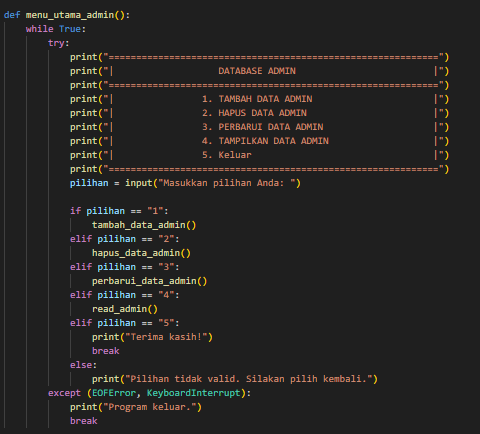 def menu_utama_admin():
    while True:
        try:
            print("============================================================")
            print("|                   DATABASE ADMIN                         |")
            print("============================================================")
            print("|                1. TAMBAH DATA ADMIN                      |")
            print("|                2. HAPUS DATA ADMIN                       |")
            print("|                3. PERBARUI DATA ADMIN                    |")
            print("|                4. TAMPILKAN DATA ADMIN                   |")
            print("|                5. Keluar                                 |")
            print("============================================================")
            pilihan = input("Masukkan pilihan Anda: ")

            if pilihan == "1":
                tambah_data_admin()
            elif pilihan == "2":
                hapus_data_admin()
            elif pilihan == "3":
                perbarui_data_admin()
            elif pilihan == "4":
                read_admin()
            elif pilihan == "5":
                print("Terima kasih!")
                break
            else:
                print("Pilihan tidak valid. Silakan pilih kembali.")
        except (EOFError, KeyboardInterrupt):
            print("Program keluar.")
            break